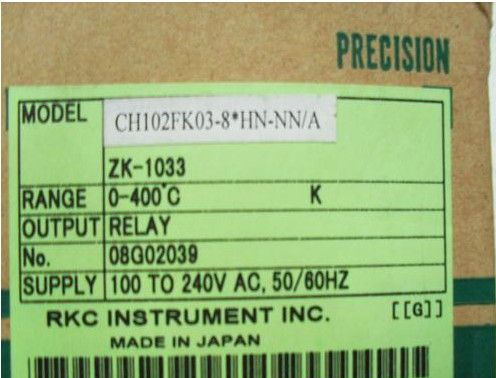 PRECISION
MODEL CH102FK03-8*HN-NN/A
ZK-1033
RANGE 0-400°C K
OUTPUT RELAY
No. 08G02039
SUPPLY 100 TO 240V AC, 50/60HZ
RKC INSTRUMENT INC. [[G]]
MADE IN JAPAN